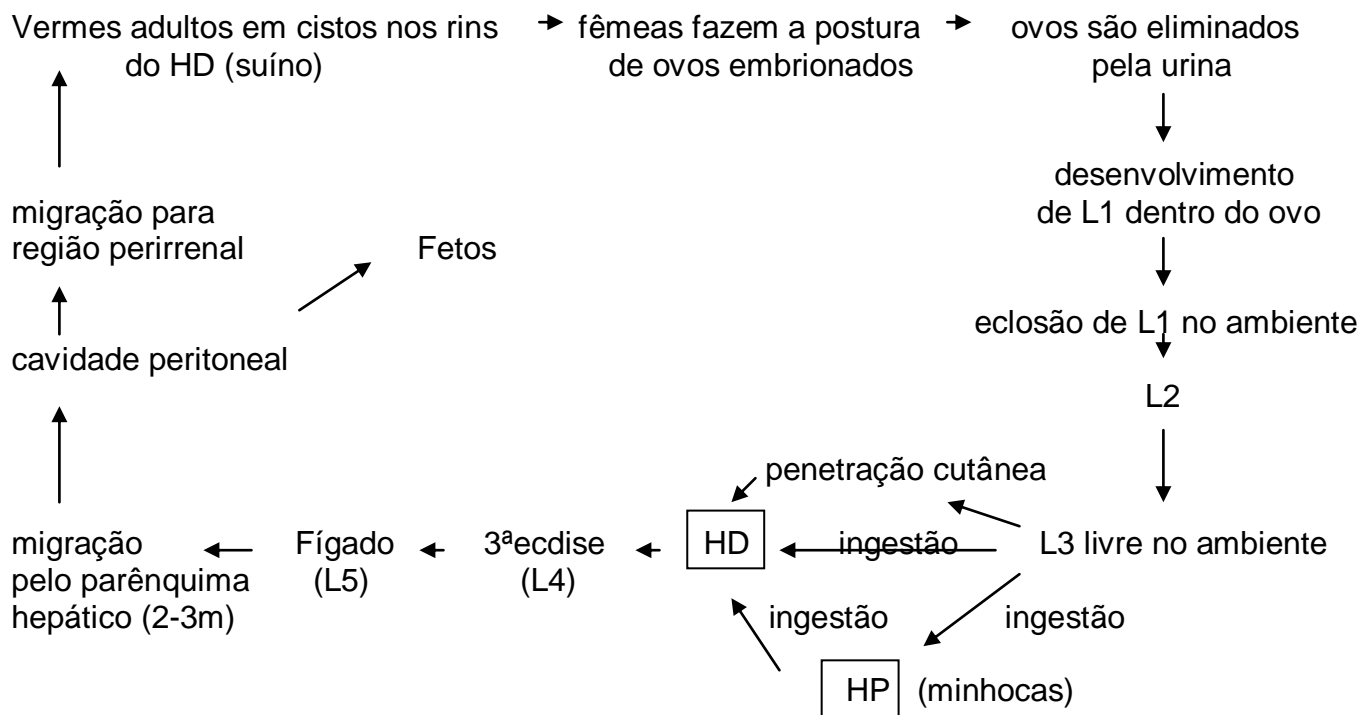 Vermes adultos em cistos nos rins do HD (suíno)
fêmeas fazem a postura de ovos embrionados
ovos são eliminados pela urina
desenvolvimento de L1 dentro do ovo
eclosão de L1 no ambiente
L2
L3 livre no ambiente
penetração cutânea
ingestão
ingestão
HP (minhocas)
ingestão
HD
3ªecdise (L4)
Fígado (L5)
migração pelo parênquima hepático (2-3m)
cavidade peritoneal
Fetos
migração para região perirrenal